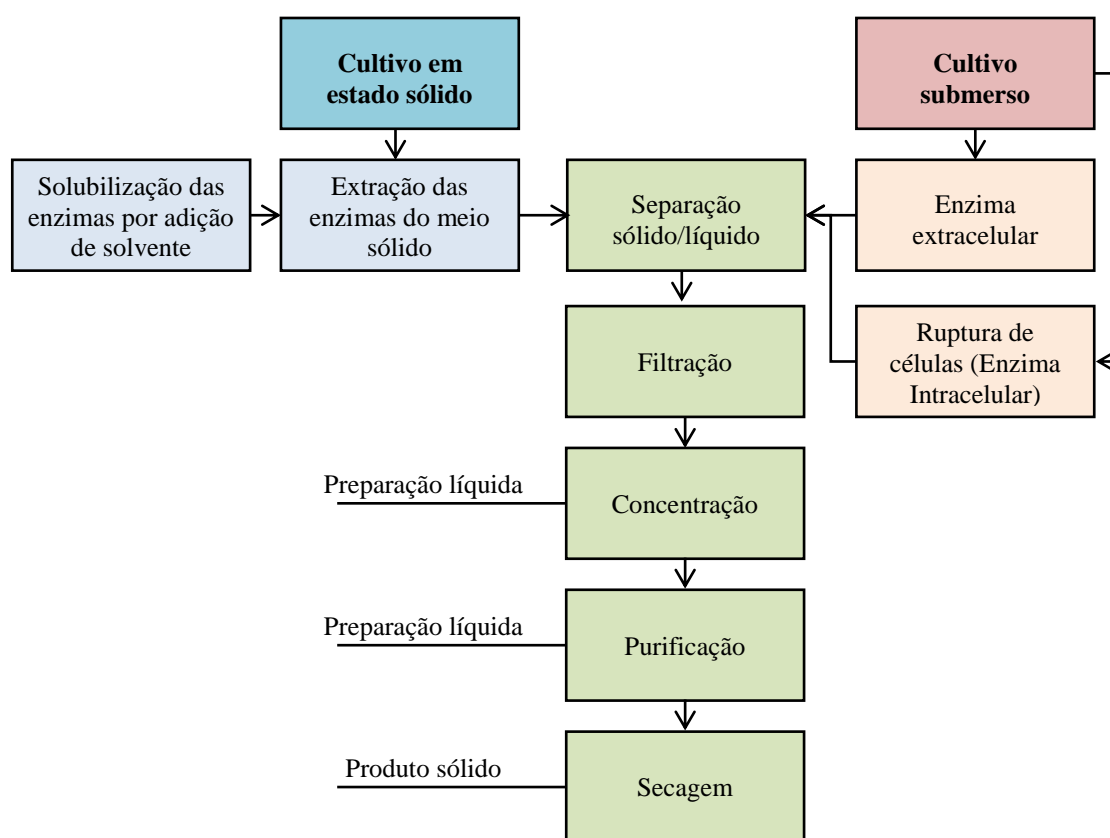 Cultivo em
estado sólido
Cultivo
submerso
Solubilização das
enzimas por adição
de solvente
Extração das
enzimas do meio
sólido
Separação
sólido/líquido
Enzima
extracelular
Filtração
Ruptura de
células (Enzima
Intracelular)
Preparação líquida
Concentração
Preparação líquida
Purificação
Produto sólido
Secagem